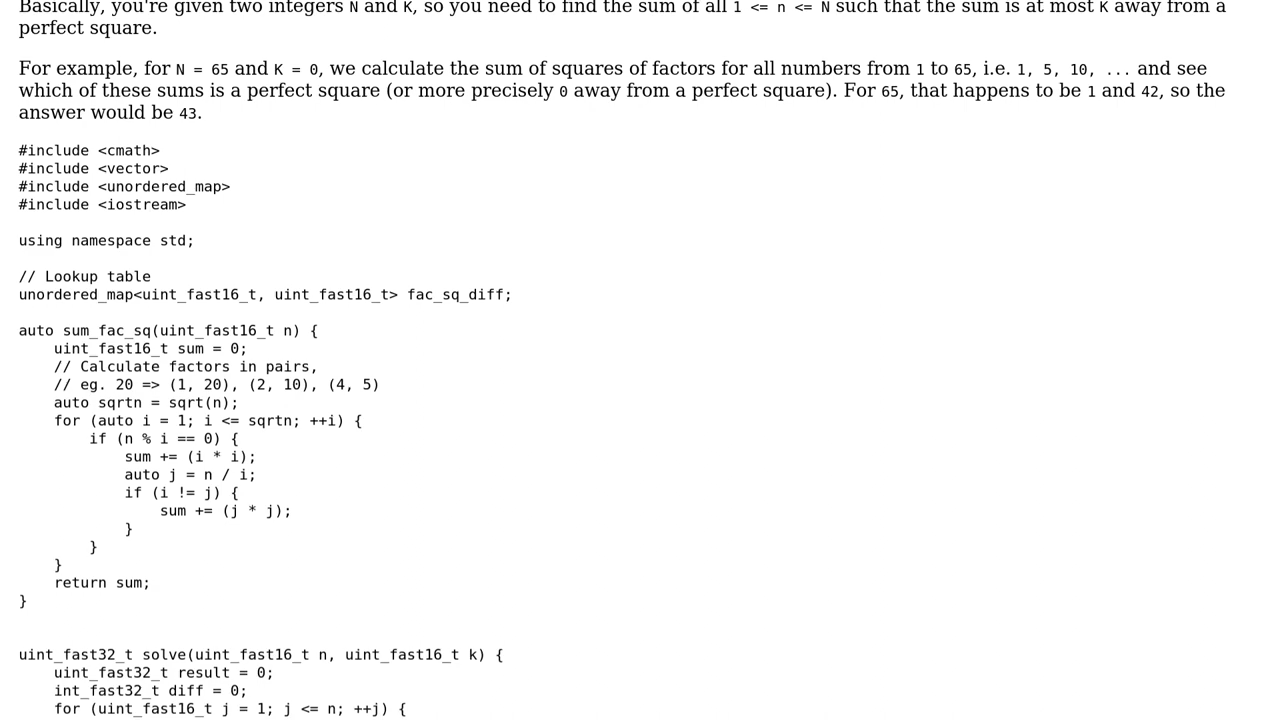 Basically, you're given two integers N and K, so you need to find the sum of all 1 <= n <= N such that the sum is at most K away from a
perfect square.
For example, for N = 65 and K = 0, we calculate the sum of squares of factors for all numbers from 1 to 65, i.e. 1, 5, 10, ... and see
which of these sums is a perfect square (or more precisely 0 away from a perfect square). For 65, that happens to be 1 and 42, so the
answer would be 43.
#include <cmath>
#include <vector>
#include <unordered_map>
#include <iostream>
using namespace std;
// Lookup table
unordered_map<uint_fast16_t, uint_fast16_t> fac_sq_diff;
auto sum_fac_sq(uint_fast16_t n) {
    uint_fast16_t sum = 0;
    // Calculate factors in pairs,
    // eg. 20 => (1, 20), (2, 10), (4, 5)
    auto sqrtn = sqrt(n);
    for (auto i = 1; i <= sqrtn; ++i) {
        if (n % i == 0) {
            sum += (i * i);
            auto j = n / i;
            if (i != j) {
                sum += (j * j);
            }
        }
    }
    return sum;
}
uint_fast32_t solve(uint_fast16_t n, uint_fast16_t k) {
    uint_fast32_t result = 0;
    int_fast32_t diff = 0;
    for (uint_fast16_t j = 1; j <= n; ++j) {